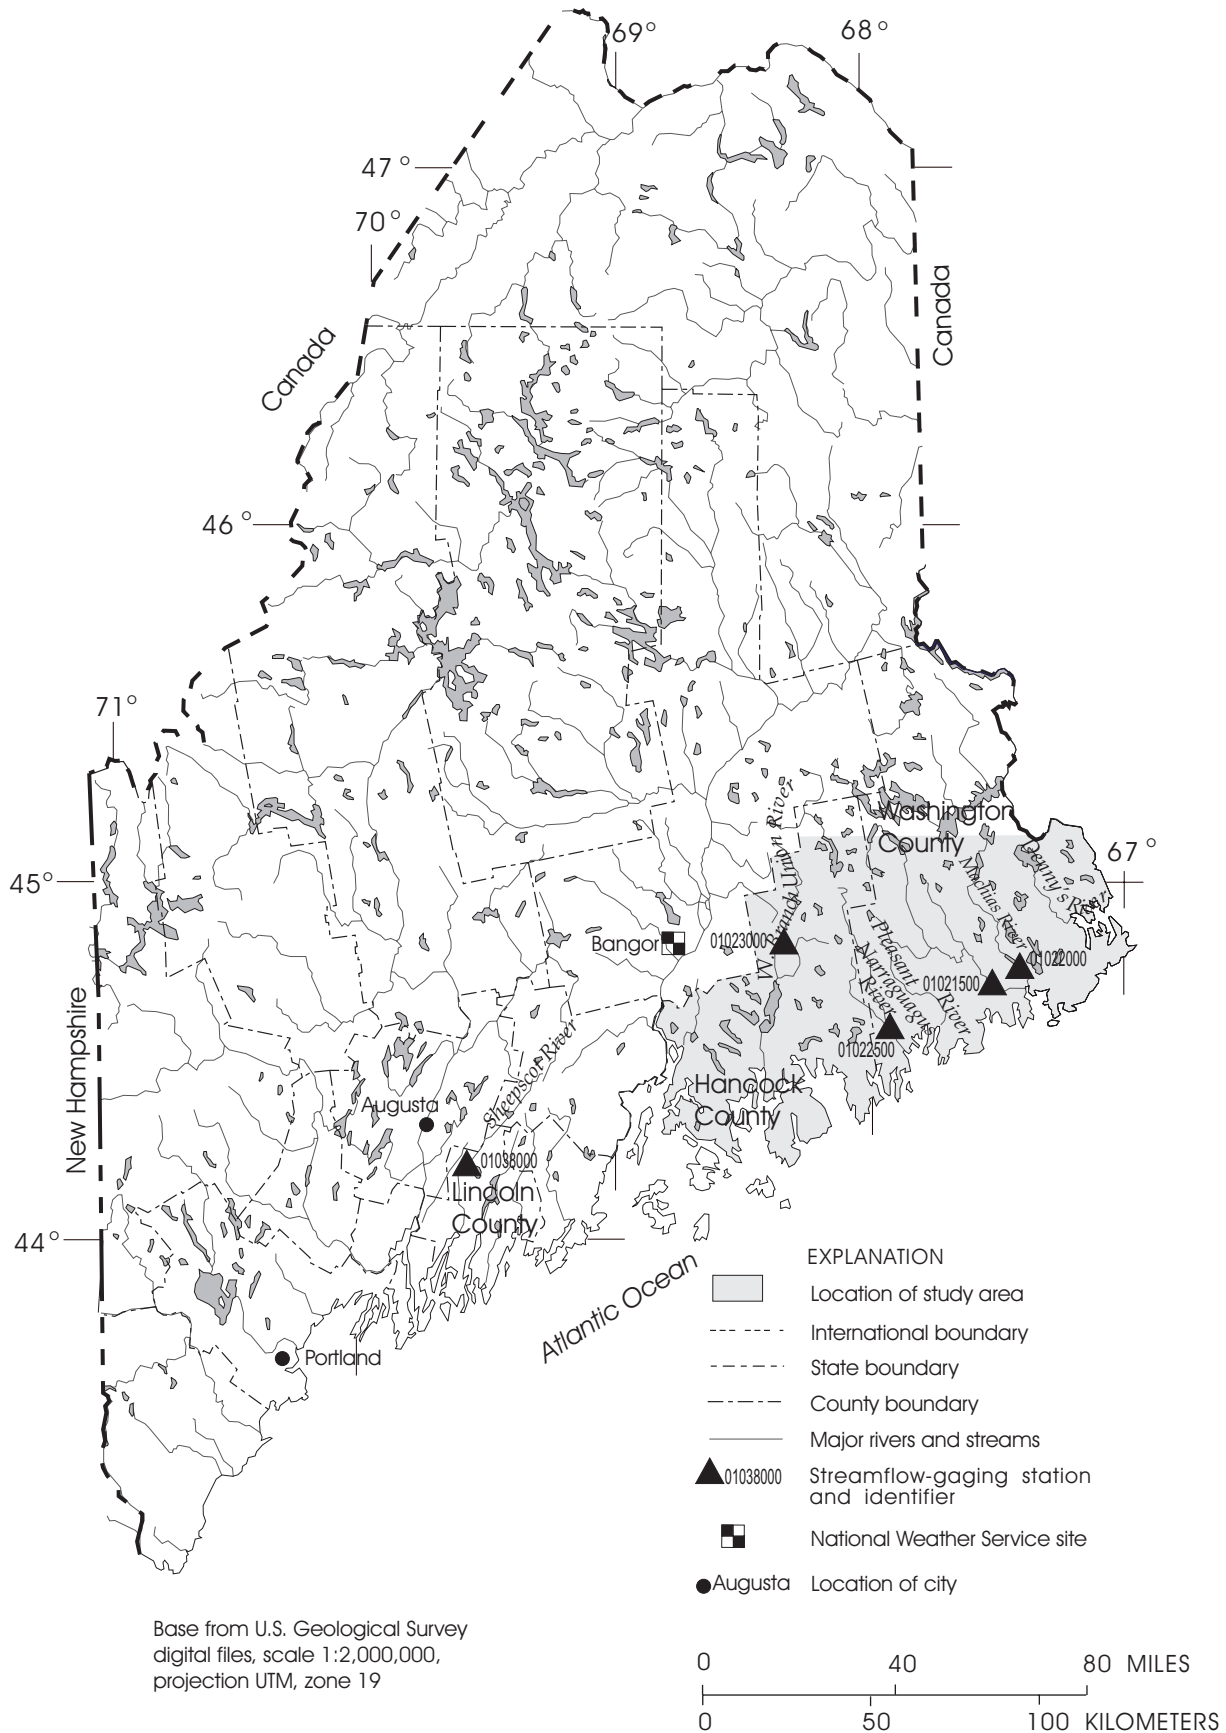 69°
68°
47°
70°
Canada
Canada
46°
71°
W. Branch Union River
Washington
County
67°
Denny's River
Machias River
45°
Bangor
01023000
Pleasant
River
Narraguagus
River
01022000
01021500
01022500
New Hampshire
Sheepscot River
Hancock
County
Augusta
01038000
Lincoln
County
44°
Atlantic Ocean
Portland
EXPLANATION
Location of study area
International boundary
State boundary
County boundary
Major rivers and streams
01038000 Streamflow-gaging station
and identifier
National Weather Service site
Augusta Location of city
Base from U.S. Geological Survey
digital files, scale 1:2,000,000,
projection UTM, zone 19
0 40 80 MILES
0 50 100 KILOMETERS